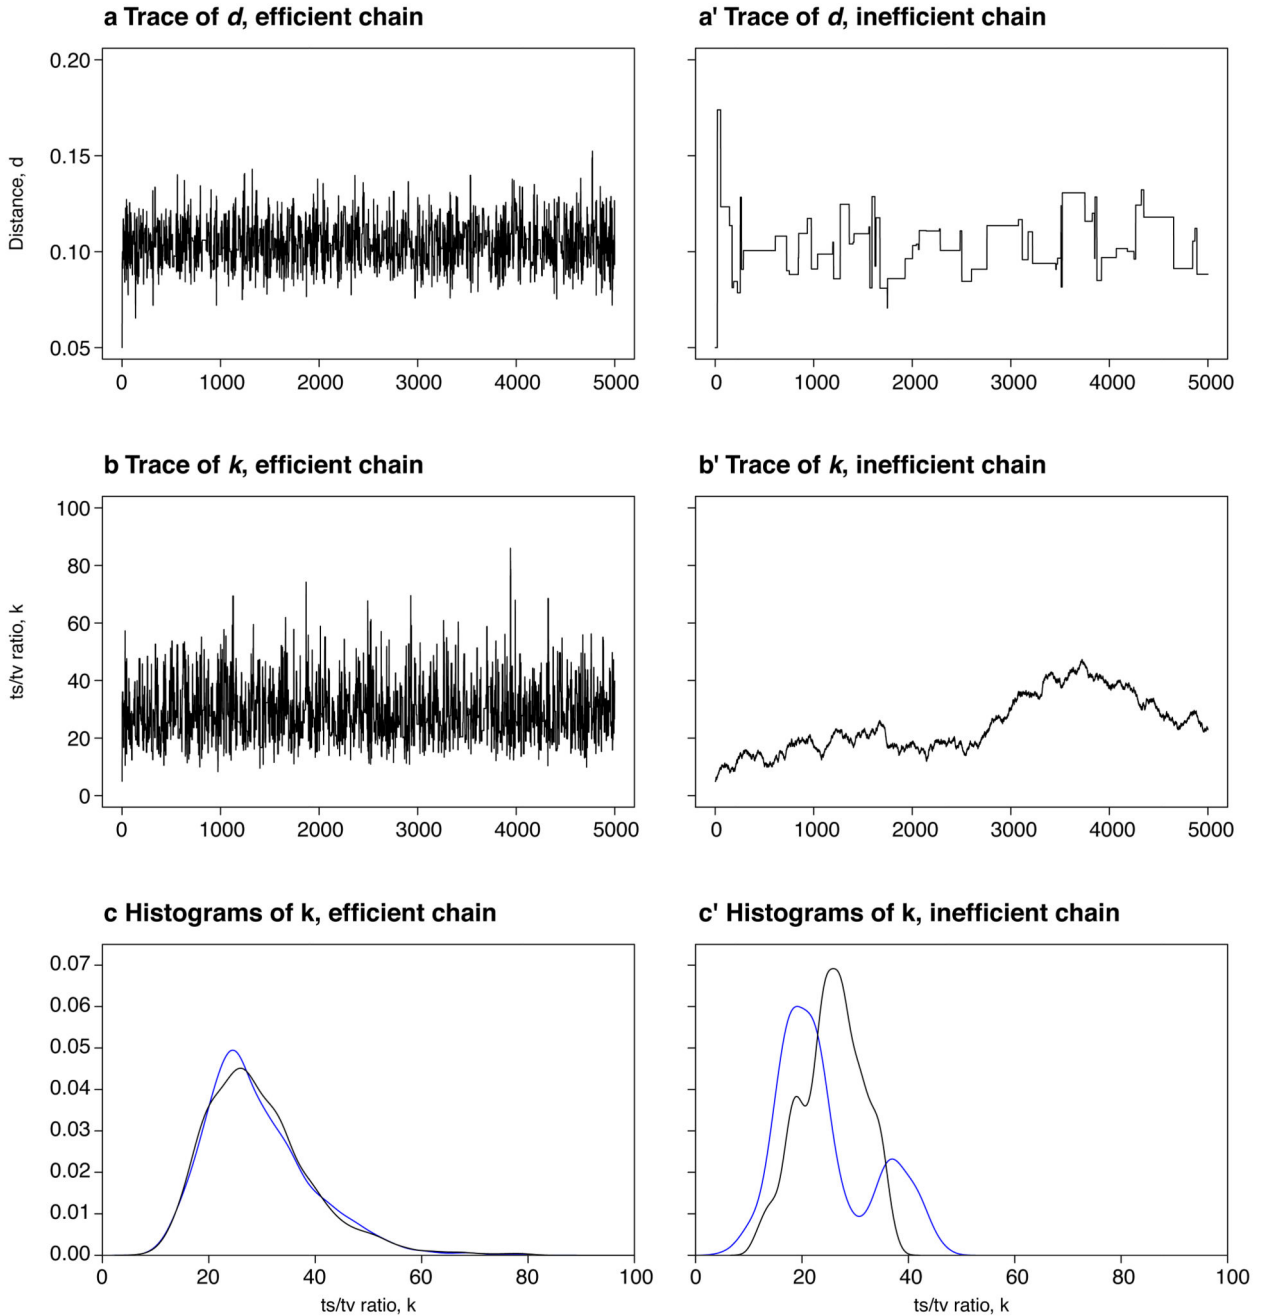 a Trace of d, efficient chain
a' Trace of d, inefficient chain
Distance, d
0.20
0.15
0.10
0.05
0 1000 2000 3000 4000 5000
0 1000 2000 3000 4000 5000
b Trace of k, efficient chain
b' Trace of k, inefficient chain
ts/tv ratio, k
100
80
60
40
20
0
0 1000 2000 3000 4000 5000
0 1000 2000 3000 4000 5000
c Histograms of k, efficient chain
c' Histograms of k, inefficient chain
0.07
0.06
0.05
0.04
0.03
0.02
0.01
0.00
0 20 40 60 80 100
0 20 40 60 80 100
ts/tv ratio, k
ts/tv ratio, k